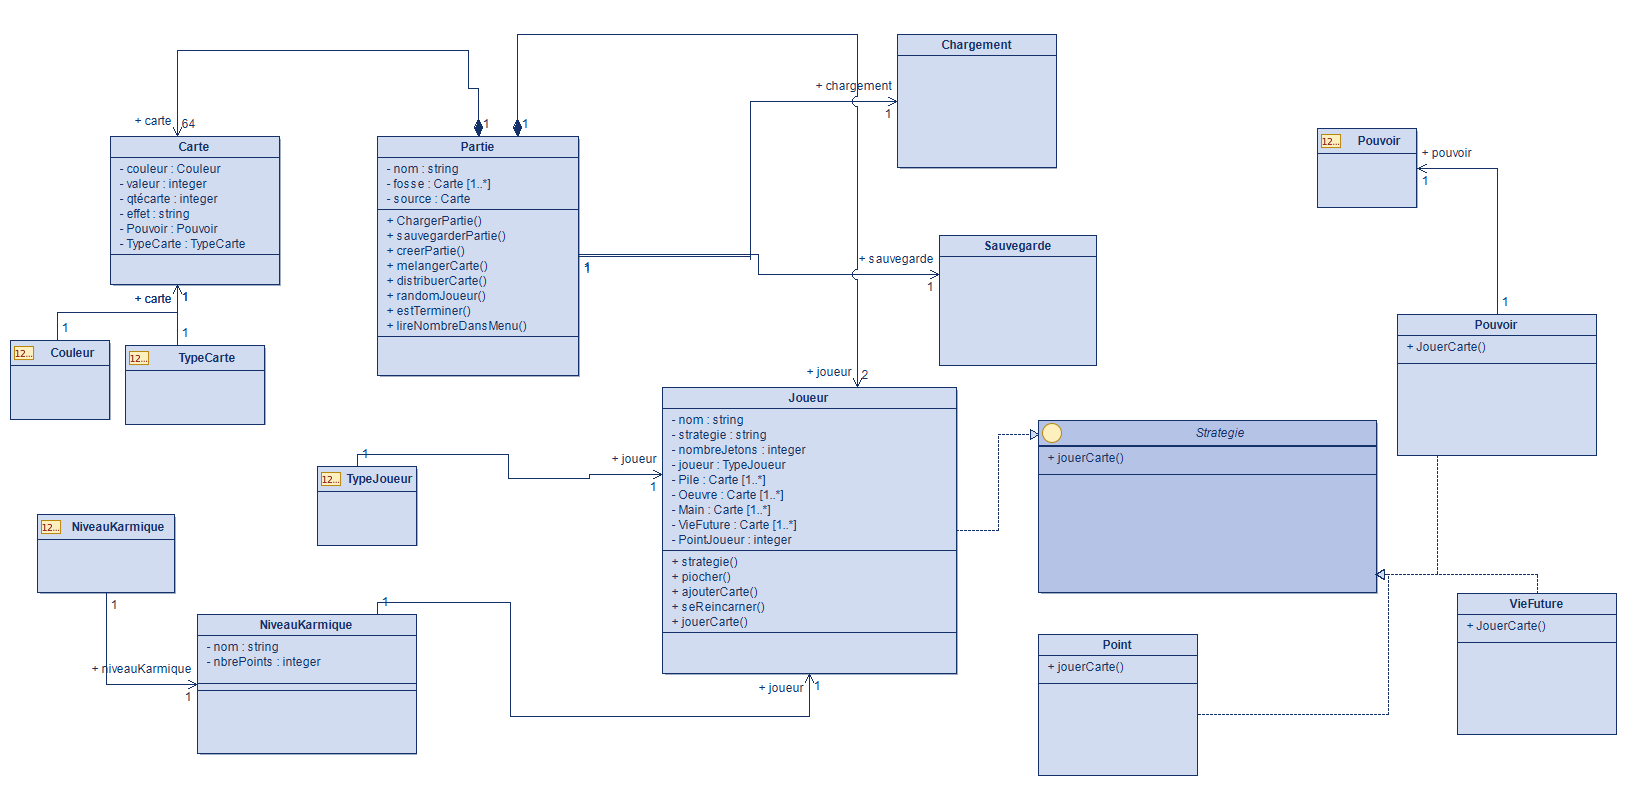 Chargement
+ chargement
1
+ carte
64
1
1
Carte
- couleur : Couleur
- valeur : integer
- qtécarte : integer
- effet : string
- Pouvoir : Pouvoir
- TypeCarte : TypeCarte
Partie
- nom : string
- fosse : Carte [1..*]
- source : Carte
+ ChargerPartie()
+ sauvegarderPartie()
+ creerPartie()
+ melangerCarte()
+ distribuerCarte()
+ randomJoueur()
+ estTerminer()
+ lireNombreDansMenu()
1
12... Pouvoir
+ pouvoir
1
Sauvegarde
+ sauvegarde
1
+ carte
1
1
1
12... Couleur
12... TypeCarte
1
Pouvoir
+ JouerCarte()
+ joueur
2
Joueur
- nom : string
- strategie : string
- nombreJetons : integer
- joueur : TypeJoueur
- Pile : Carte [1..*]
- Oeuvre : Carte [1..*]
- Main : Carte [1..*]
- VieFuture : Carte [1..*]
- PointJoueur : integer
+ strategie()
+ piocher()
+ ajouterCarte()
+ seReincarner()
+ jouerCarte()
Strategie
+ jouerCarte()
1
+ joueur
1
12... TypeJoueur
12... NiveauKarmique
1
+ niveauKarmique
1
1
NiveauKarmique
- nom : string
- nbrePoints : integer
+ joueur
1
Point
+ jouerCarte()
VieFuture
+ JouerCarte()